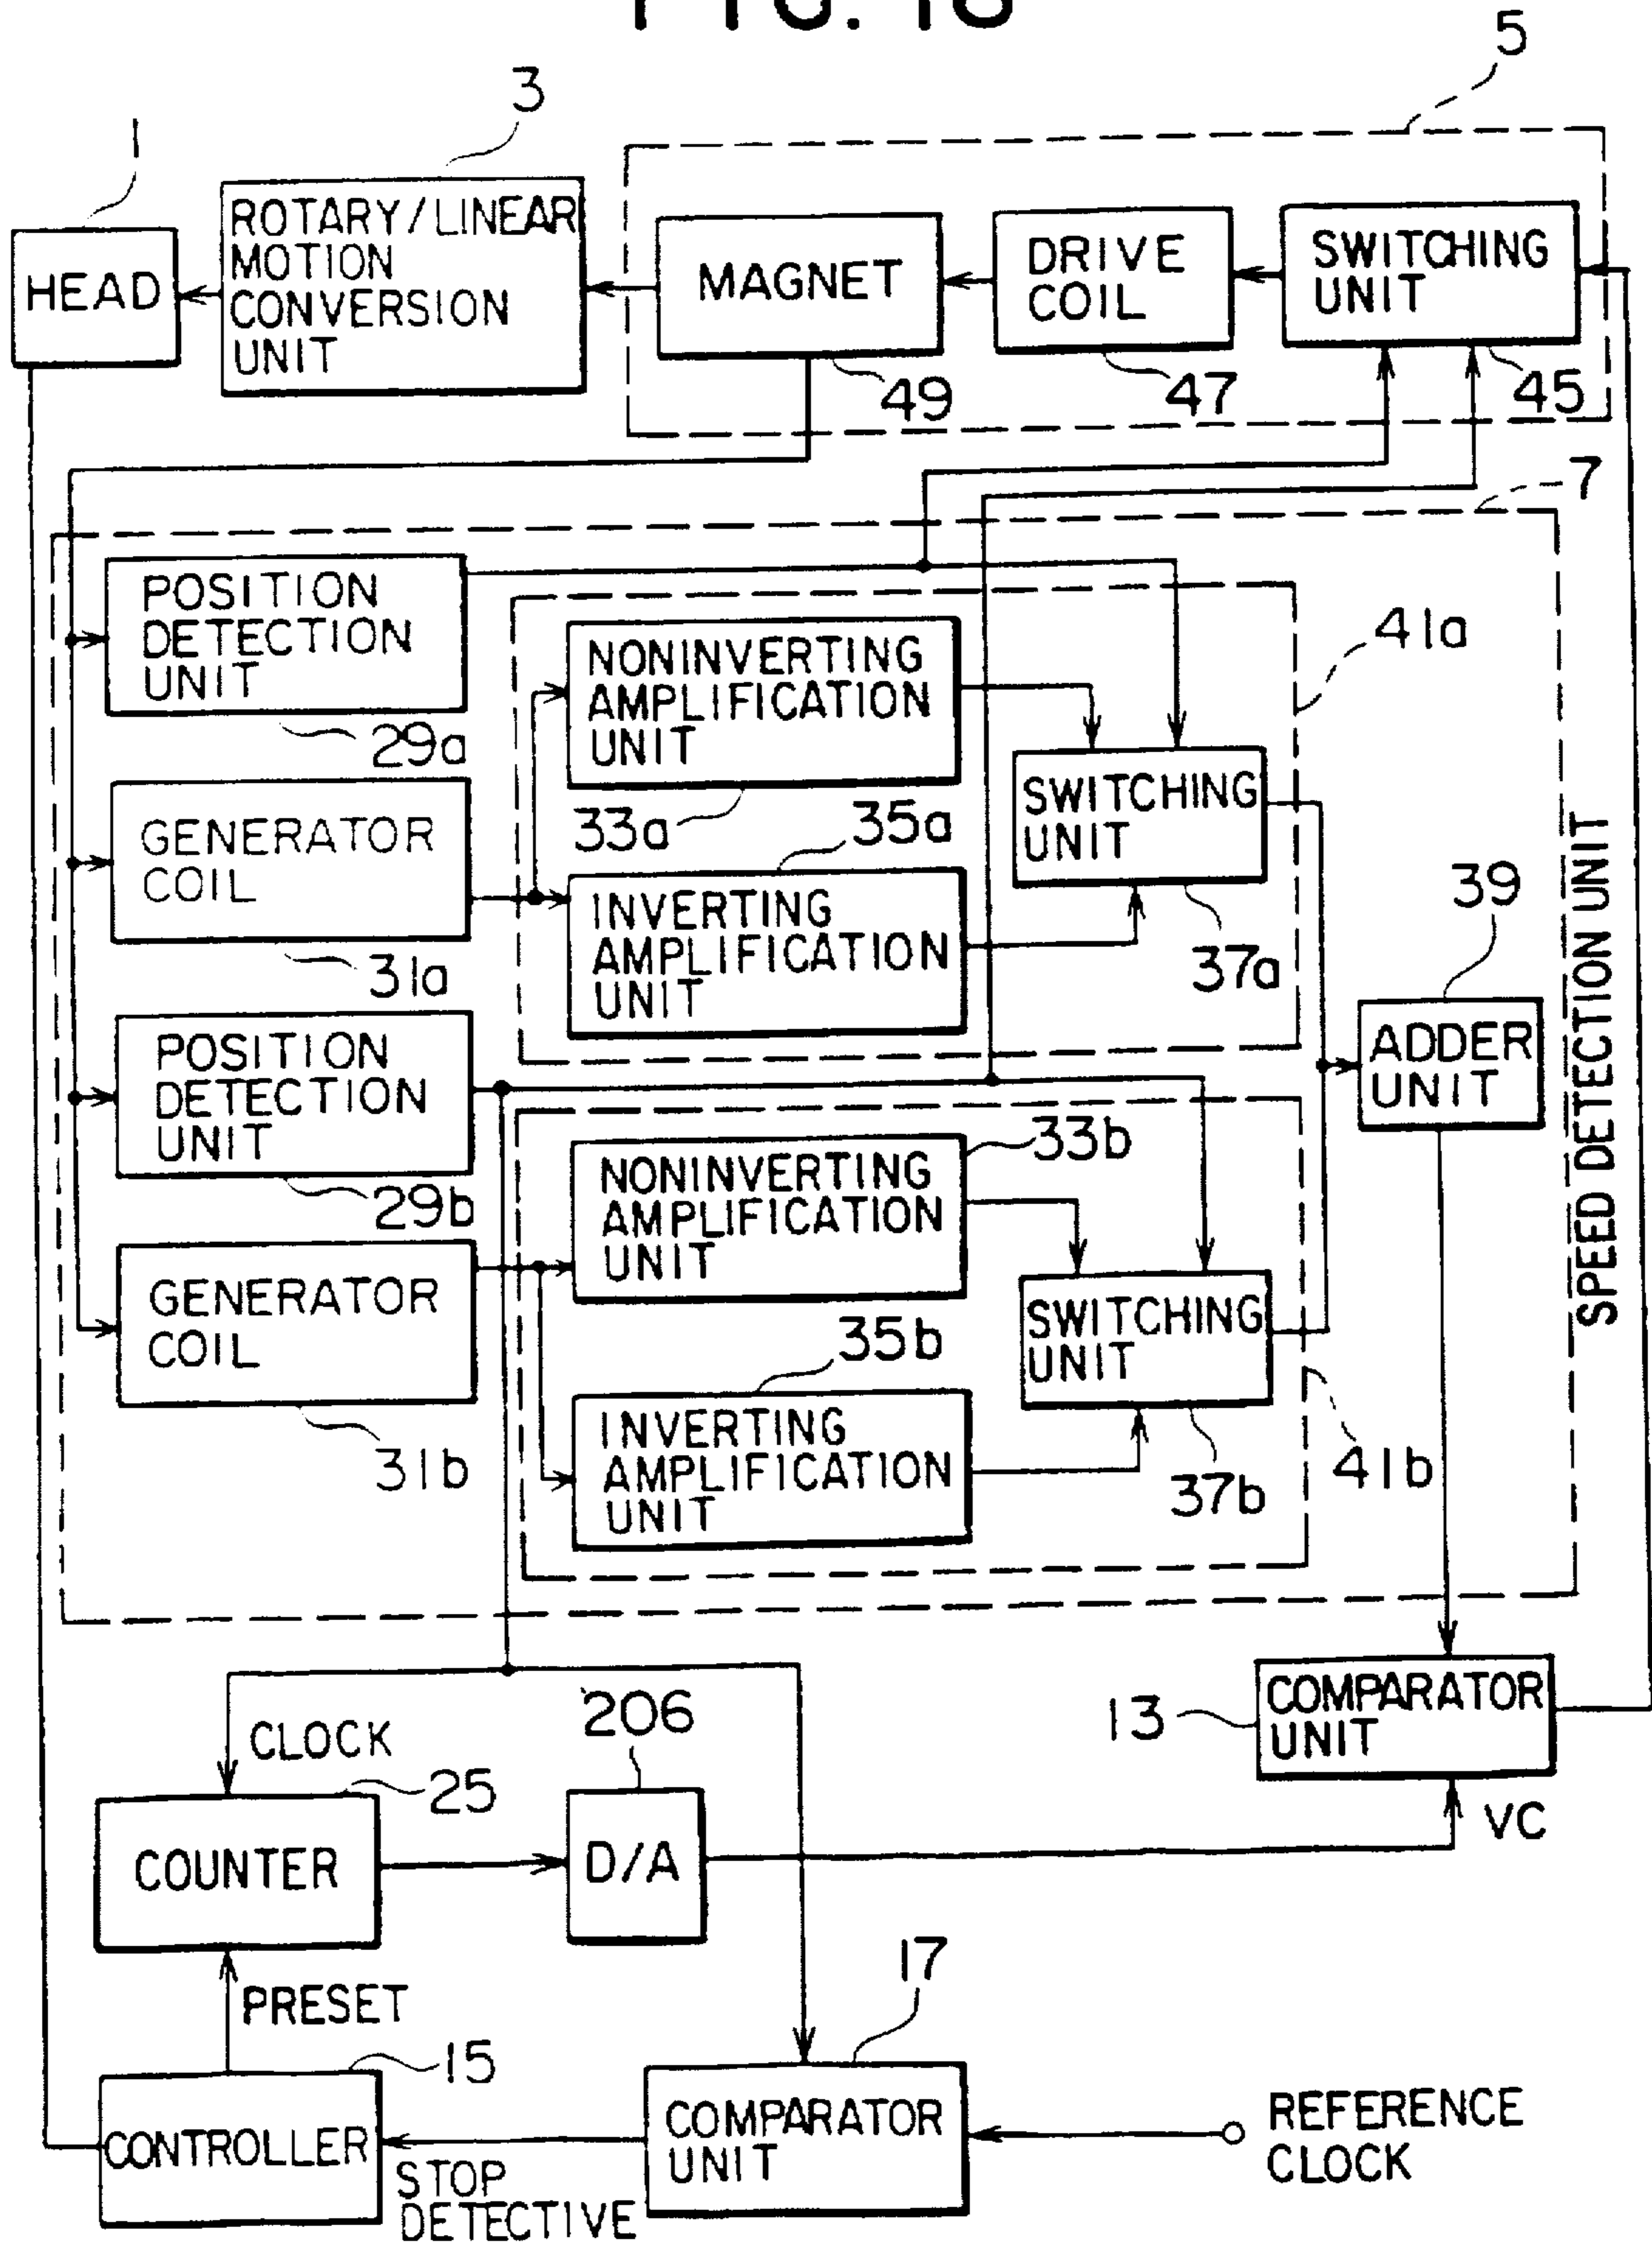 5
3
1
ROTARY/LINEAR
MOTION
CONVERSION
UNIT
HEAD
MAGNET
DRIVE
COIL
SWITCHING
UNIT
49
47
45
7
POSITION
DETECTION
UNIT
29a
41a
NONINVERTING
AMPLIFICATION
UNIT
33a
SWITCHING
UNIT
37a
GENERATOR
COIL
31a
35a
INVERTING
AMPLIFICATION
UNIT
39
ADDER
UNIT
SPEED DETECTION UNIT
POSITION
DETECTION
UNIT
29b
33b
NONINVERTING
AMPLIFICATION
UNIT
GENERATOR
COIL
31b
SWITCHING
UNIT
37b
35b
INVERTING
AMPLIFICATION
UNIT
41b
13
COMPARATOR
UNIT
VC
CLOCK
25
COUNTER
206
D/A
PRESET
17
15
CONTROLLER
STOP
DETECTIVE
COMPARATOR
UNIT
REFERENCE
CLOCK